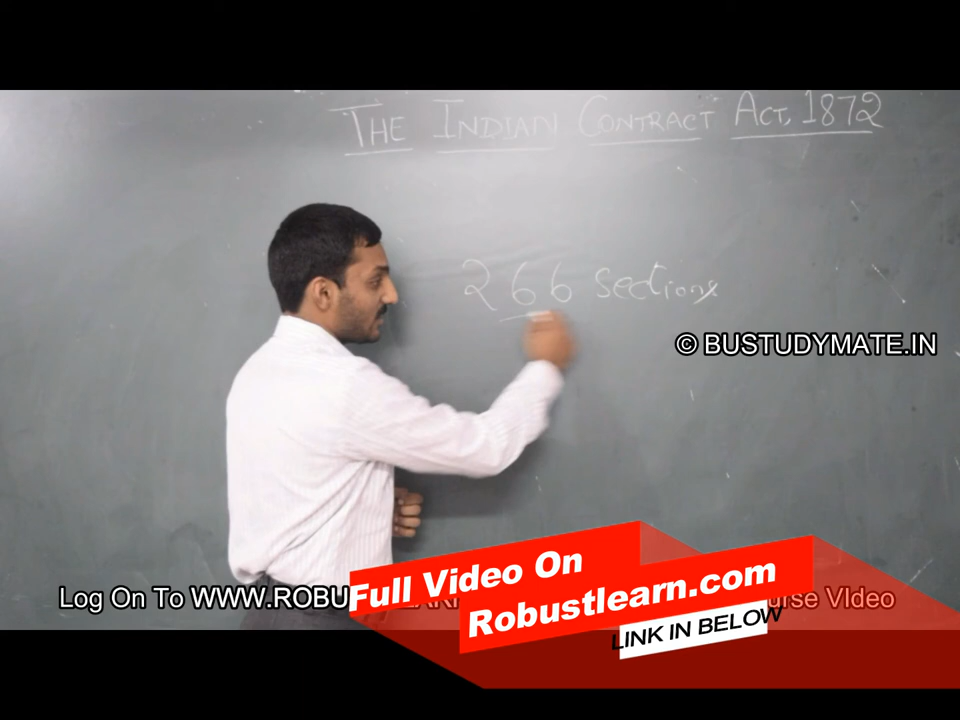 THE INDIAN CONTRACT ACT, 1872
266 sections
© BUSTUDYMATE.IN
Log On To WWW.ROBU
VIdeo
Full Video On
Robustlearn.com
LINK IN BELOW